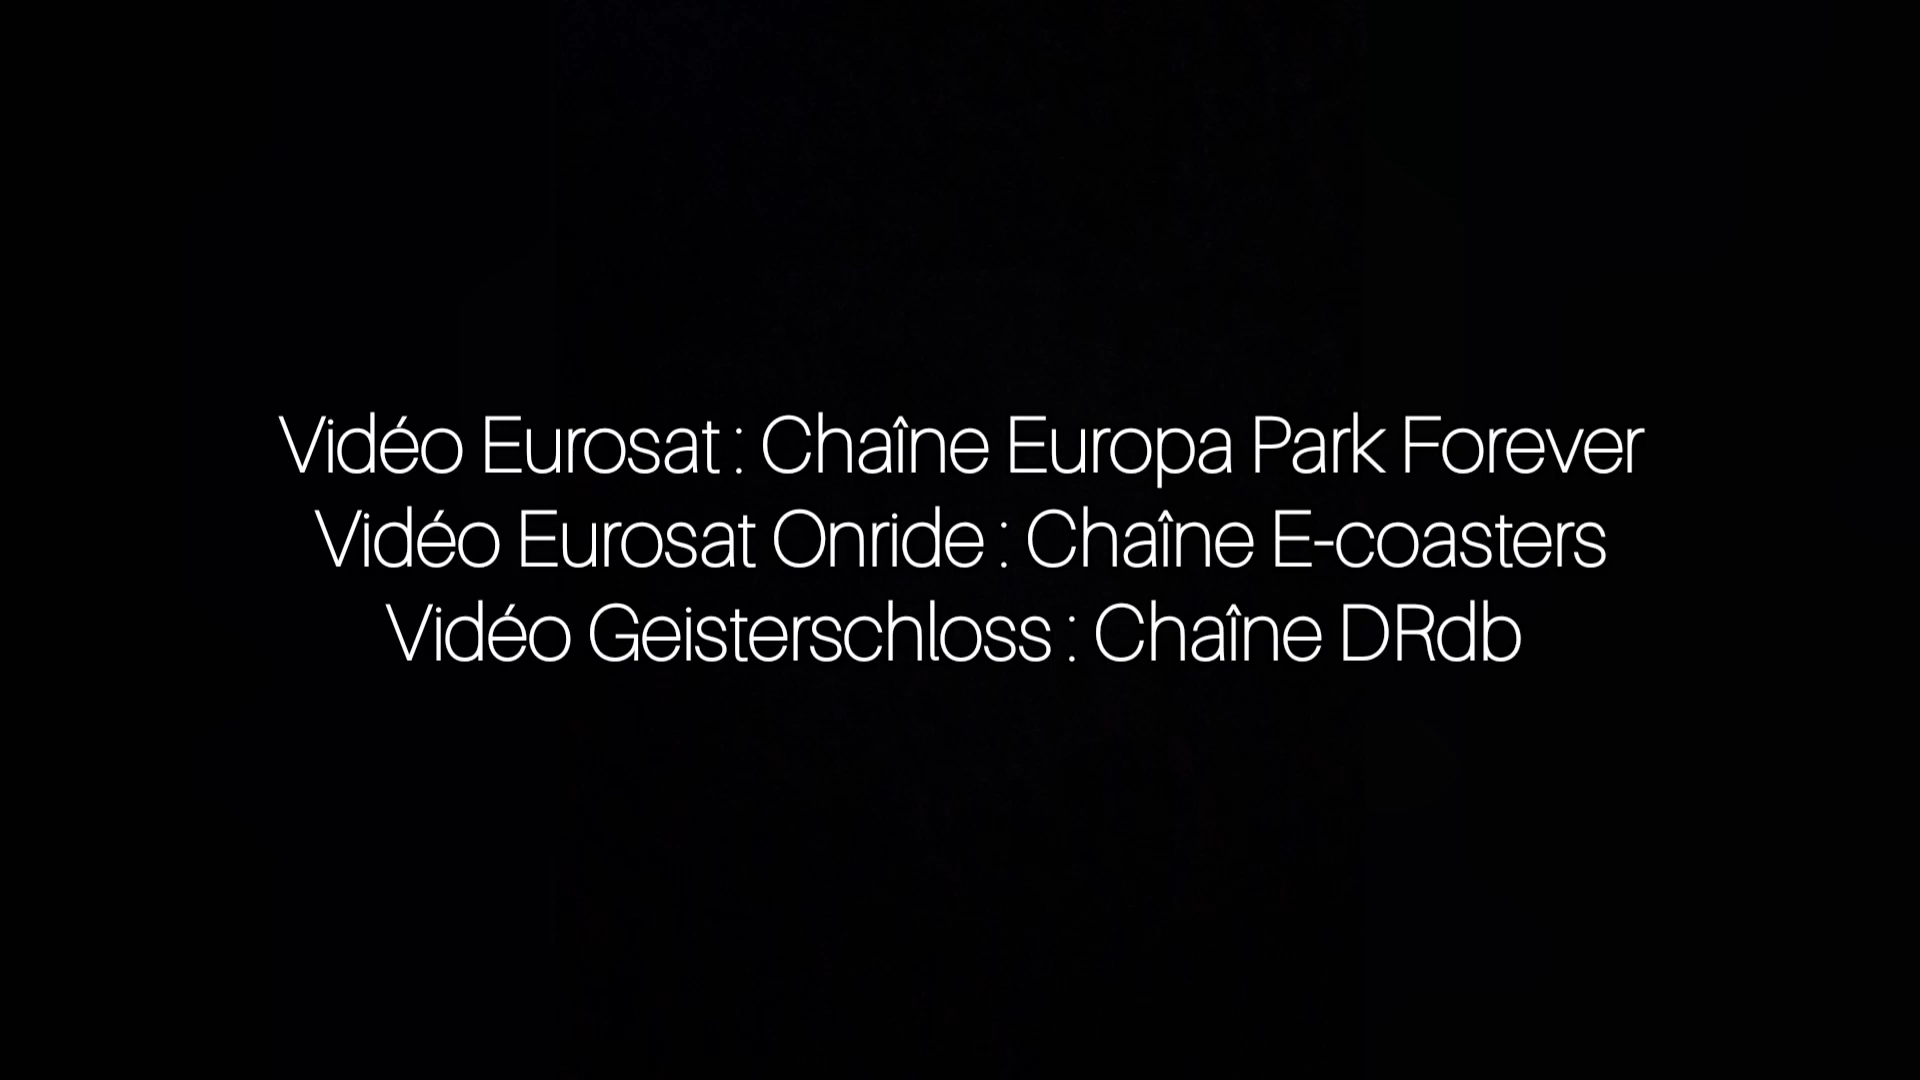 Vidéo Eurosat : Chaîne Europa Park Forever
Vidéo Eurosat Onride : Chaîne E-coasters
Vidéo Geisterschloss : Chaîne DRdb